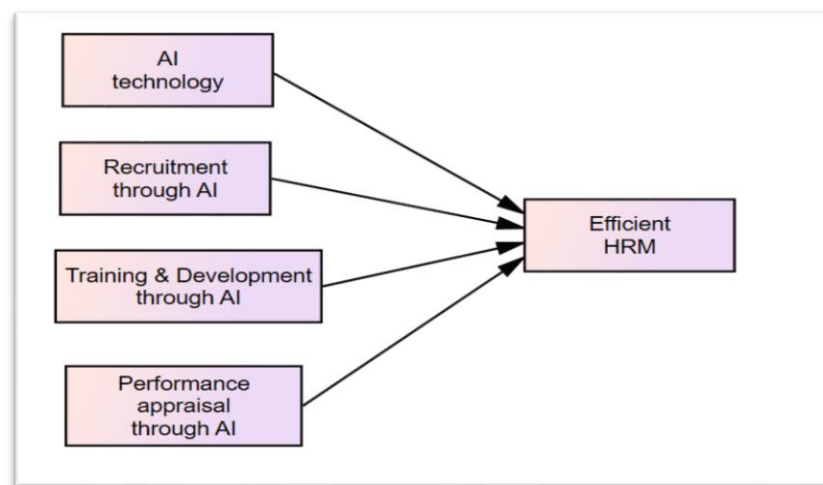 AI
technology
Recruitment
through AI
Training & Development
through AI
Performance
appraisal
through AI
Efficient
HRM